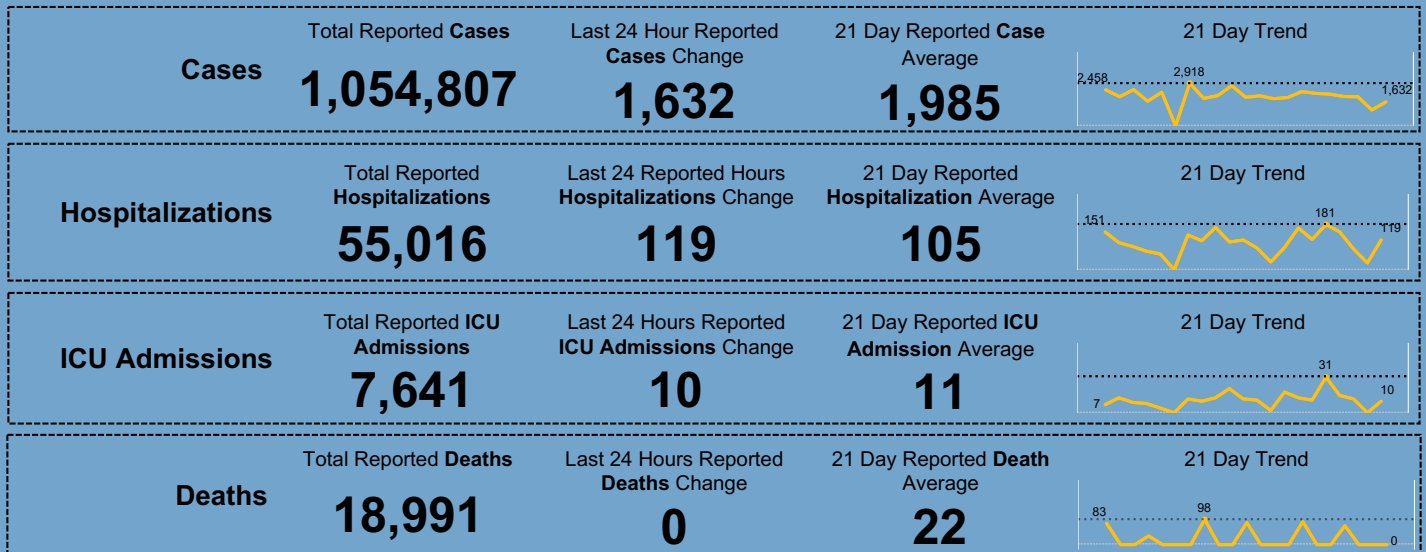 Cases
Total Reported Cases
1,054,807
Last 24 Hour Reported
Cases Change
1,632
21 Day Reported Case
Average
1,985
21 Day Trend
2,458
2,918
1,632
Hospitalizations
Total Reported
Hospitalizations
55,016
Last 24 Reported Hours
Hospitalizations Change
119
21 Day Reported
Hospitalization Average
105
21 Day Trend
151
181
119
ICU Admissions
Total Reported ICU
Admissions
7,641
Last 24 Hours Reported
ICU Admissions Change
10
21 Day Reported ICU
Admission Average
11
21 Day Trend
7
31
10
Deaths
Total Reported Deaths
18,991
Last 24 Hours Reported
Deaths Change
0
21 Day Reported Death
Average
22
21 Day Trend
83
98
0